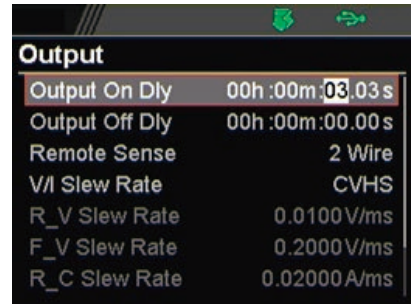 Output
Output On Dly 00h :00m :03.03 s
Output Off Dly 00h :00m :00.00 s
Remote Sense 2 Wire
V/I Slew Rate CVHS
R_V Slew Rate 0.0100 V/ms
F_V Slew Rate 0.2000 V/ms
R_C Slew Rate 0.02000 A/ms